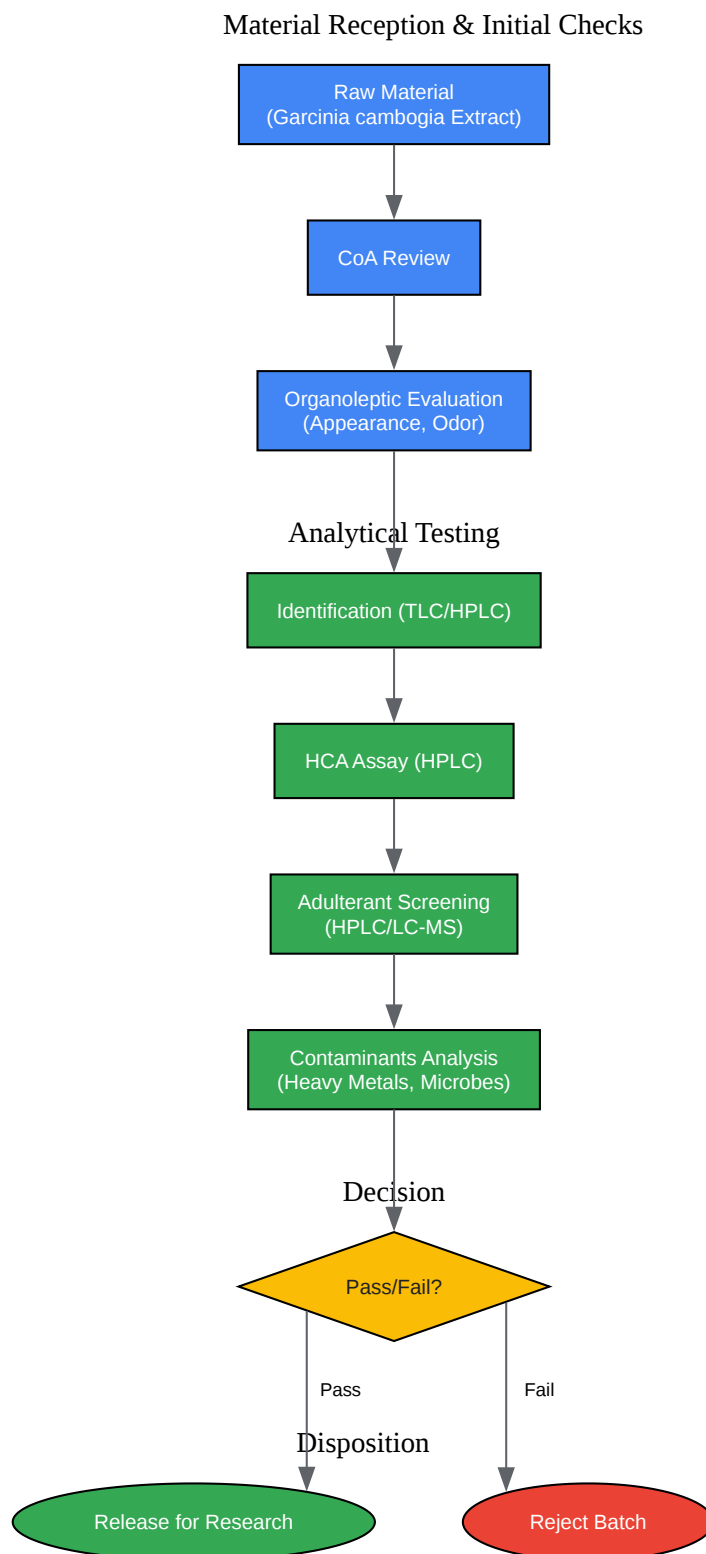 Material Reception & Initial Checks
Raw Material
(Garcinia cambogia Extract)
CoA Review
Organoleptic Evaluation
(Appearance, Odor)
Analytical Testing
Identification (TLC/HPLC)
HCA Assay (HPLC)
Adulterant Screening
(HPLC/LC-MS)
Contaminants Analysis
(Heavy Metals, Microbes)
Decision
Pass/Fail?
Pass
Fail
Disposition
Release for Research
Reject Batch